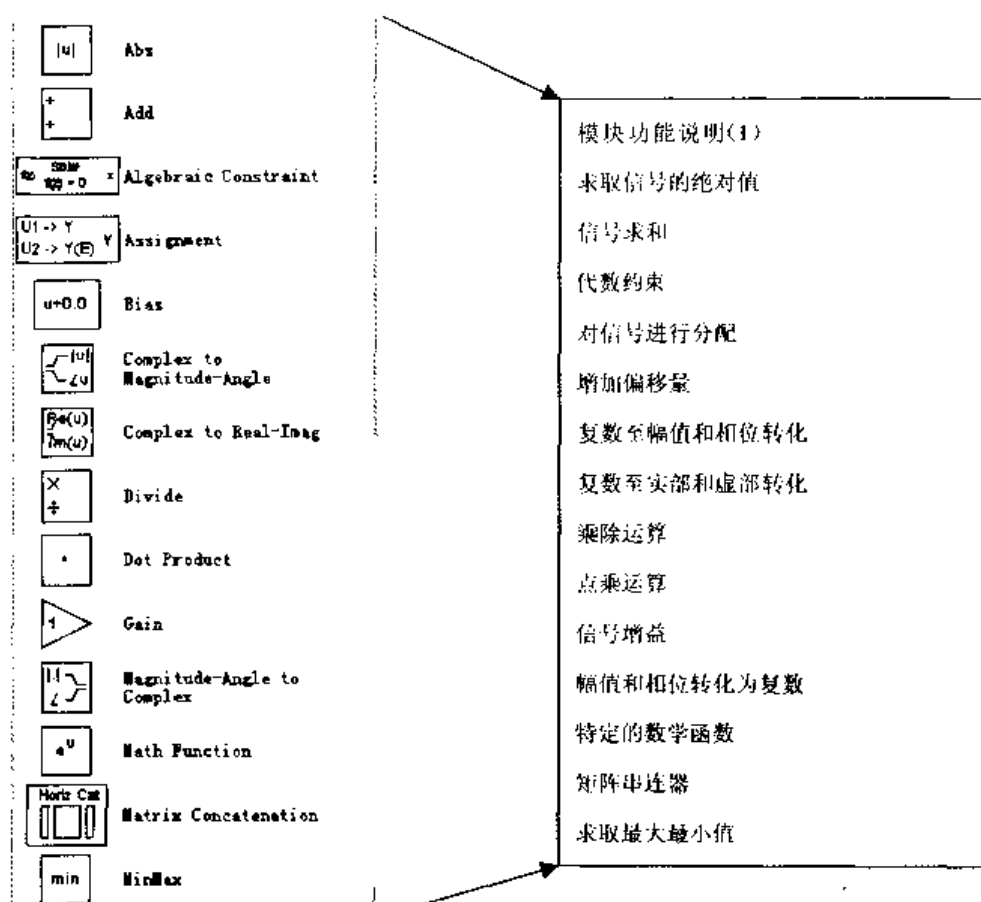 |u|
Abs
+
+
Add
Solve
f(z) f(z) = 0 z
Algebraic Constraint
U1 -> Y
U2 -> Y(E) Y
Assignment
u+0.0
Bias
|u|
∠u
Complex to
Magnitude-Angle
Re(u)
Im(u)
Complex to Real-Imag
×
÷
Divide
Dot Product
1
Gain
| |
∠
Magnitude-Angle to
Complex
e^u
Math Function
Horiz Cat
Matrix Concatenation
min
MinMax
模块功能说明(1)
求取信号的绝对值
信号求和
代数约束
对信号进行分配
增加偏移量
复数至幅值和相位转化
复数至实部和虚部转化
乘除运算
点乘运算
信号增益
幅值和相位转化为复数
特定的数学函数
矩阵串连器
求取最大最小值